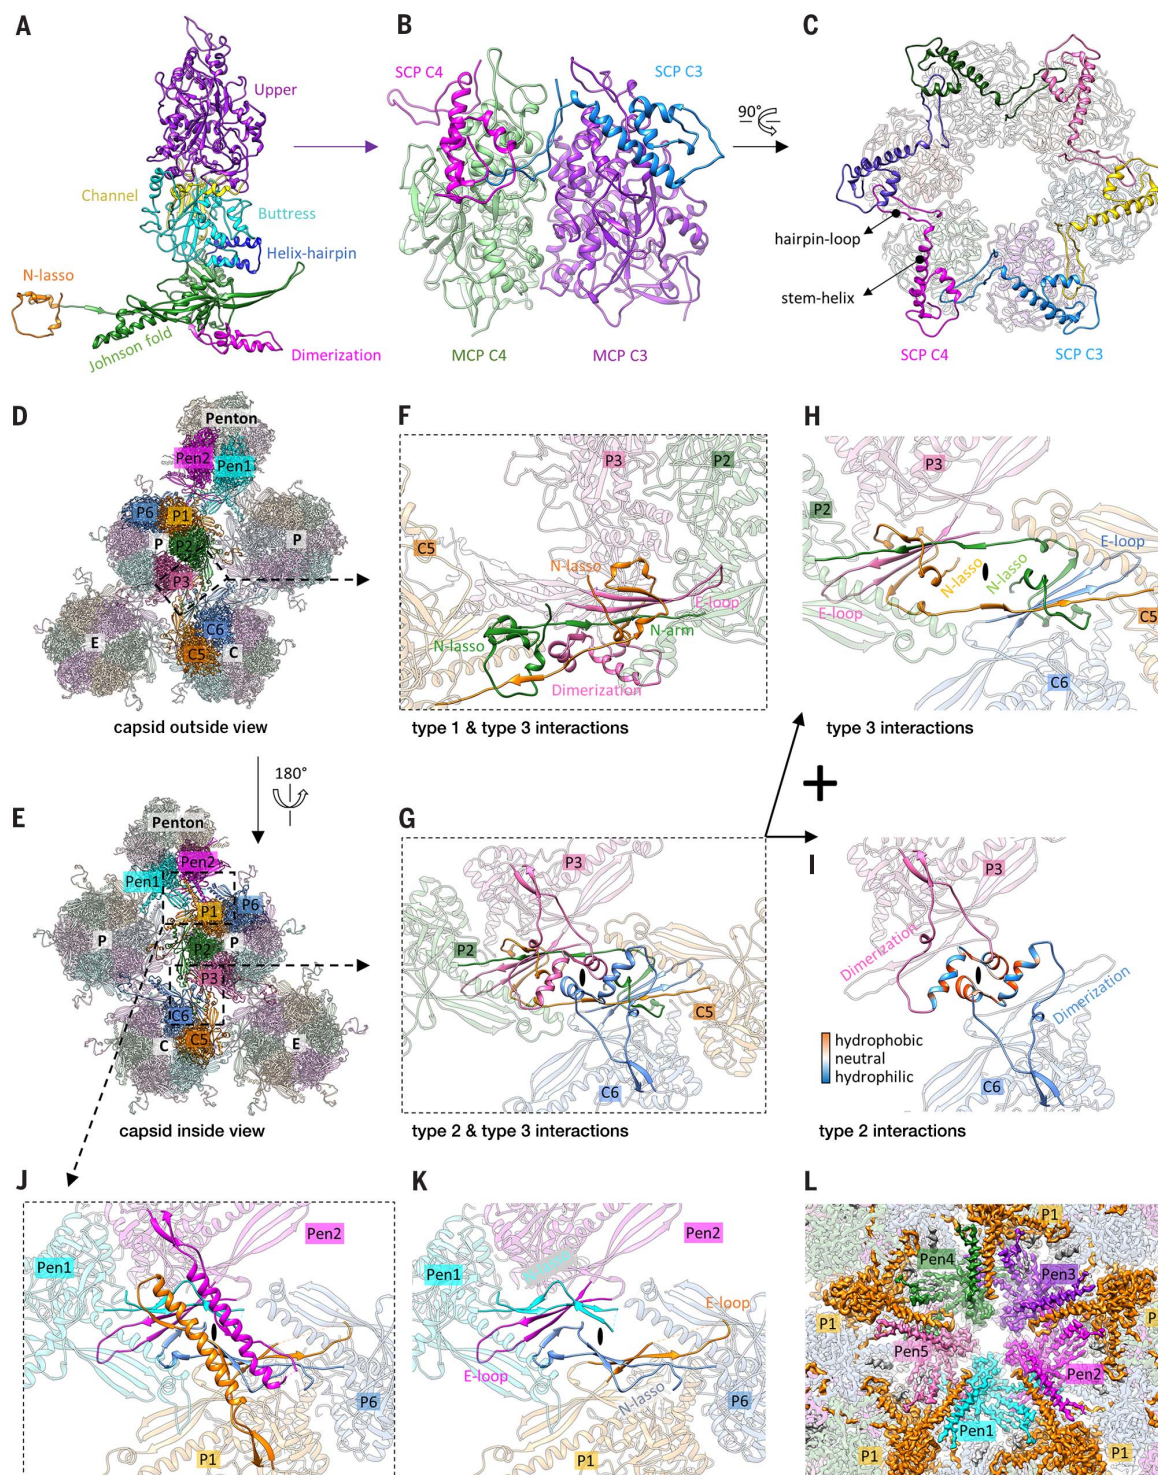 A
Upper
Channel
Buttress
Helix-hairpin
N-lasso
Johnson fold
Dimerization
B
SCP C4
SCP C3
MCP C4
MCP C3
90°
C
hairpin-loop
stem-helix
SCP C4
SCP C3
D
Penton
Pen2
Pen1
P6
P1
P
P2
P
P3
E
C6
C5
C
capsid outside view
180°
E
Penton
Pen2
Pen1
P1
P6
P
P2
P
P3
C6
C
C5
E
capsid inside view
F
P3
P2
C5
N-lasso
E-loop
N-arm
N-lasso
Dimerization
type 1 & type 3 interactions
G
P3
P2
C5
C6
type 2 & type 3 interactions
H
P3
P2
E-loop
N-lasso
N-lasso
E-loop
C5
C6
type 3 interactions
+
I
P3
Dimerization
Dimerization
hydrophobic
neutral
hydrophilic
C6
type 2 interactions
J
Pen2
Pen1
P6
P1
K
Pen2
Pen1
N-lasso
E-loop
E-loop
N-lasso
P6
P1
L
P1
Pen4
Pen3
P1
P
Pen5
Pen2
Pen1
P1
P1